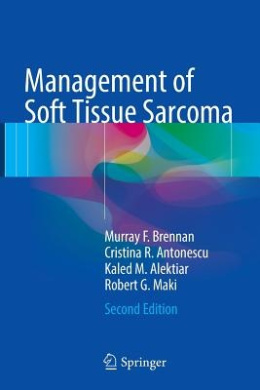 Management of
Soft Tissue Sarcoma
Murray F. Brennan
Cristina R. Antonescu
Kaled M. Alektiar
Robert G. Maki
Second Edition
Springer